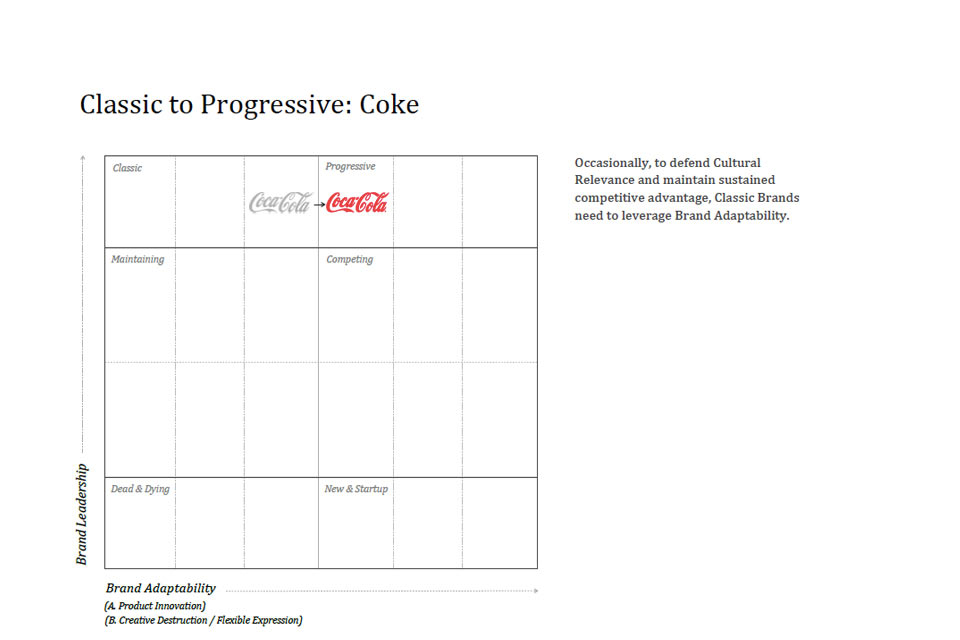 Classic to Progressive: Coke
Classic
Progressive
Coca-Cola
Coca-Cola
Occasionally, to defend Cultural
Relevance and maintain sustained
competitive advantage, Classic Brands
need to leverage Brand Adaptability.
Maintaining
Competing
Dead & Dying
New & Startup
Brand Leadership
Brand Adaptability
(A. Product Innovation)
(B. Creative Destruction / Flexible Expression)